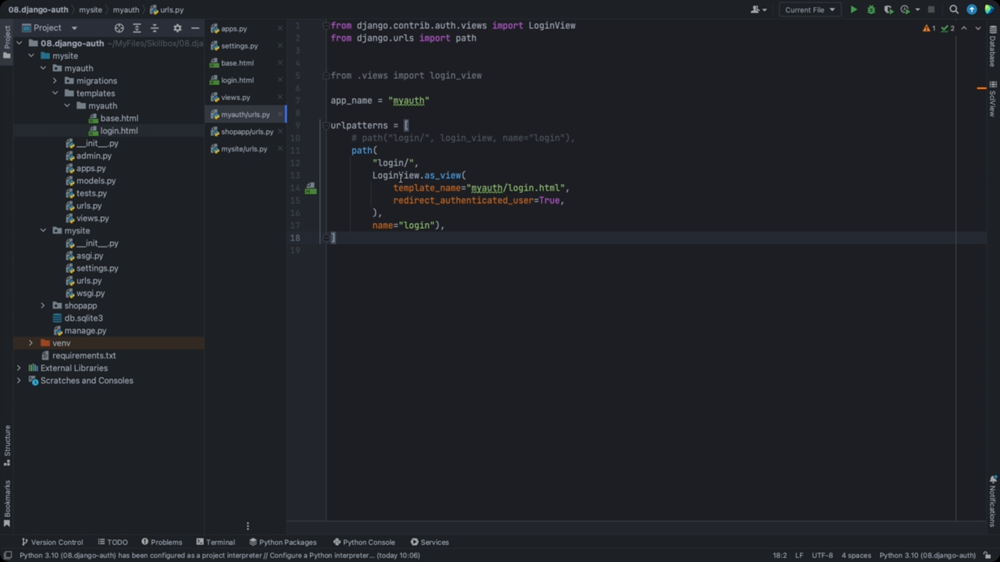 08.django-auth mysite myauth urls.py
Current File
Project
Project
08.django-auth ~/MyFiles/Skillbox/08.dja
mysite
myauth
migrations
templates
myauth
base.html
login.html
__init__.py
admin.py
apps.py
models.py
tests.py
urls.py
views.py
mysite
__init__.py
asgi.py
settings.py
urls.py
wsgi.py
shopapp
db.sqlite3
manage.py
venv
requirements.txt
External Libraries
Scratches and Consoles
Structure
Bookmarks
apps.py
settings.py
base.html
login.html
views.py
myauth/urls.py
shopapp/urls.py
mysite/urls.py
1 from django.contrib.auth.views import LoginView
2 from django.urls import path
3
4
5 from .views import login_view
6
7 app_name = "myauth"
8
9 urlpatterns = [
10 # path("login/", login_view, name="login"),
11 path(
12 "login/",
13 LoginView.as_view(
14 template_name="myauth/login.html",
15 redirect_authenticated_user=True,
16 ),
17 name="login"),
18 ]
19
1 2
Database
SciView
Notifications
Version Control TODO Problems Terminal Python Packages Python Console Services
Python 3.10 (08.django-auth) has been configured as a project interpreter // Configure a Python interpreter... (today 10:06)
18:2 LF UTF-8 4 spaces Python 3.10 (08.django-auth)